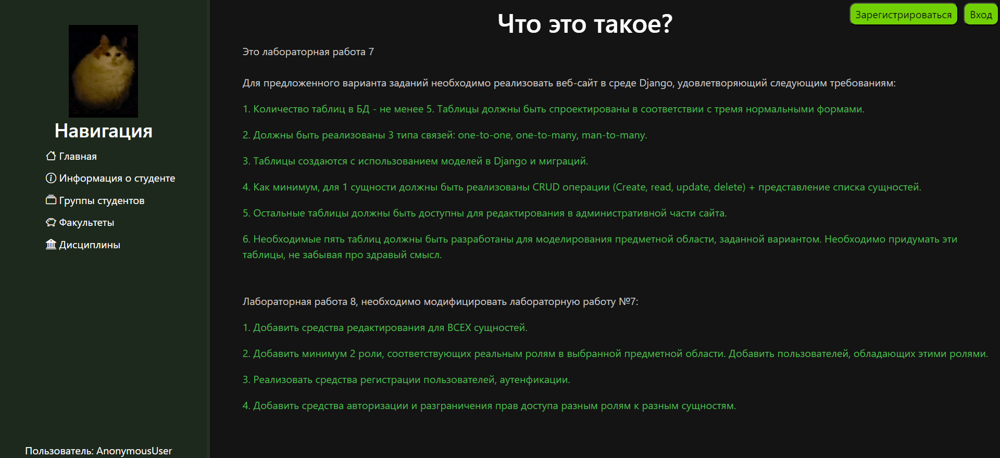 Навигация
Главная
Информация о студенте
Группы студентов
Факультеты
Дисциплины
Пользователь: AnonymousUser
Зарегистрироваться
Вход
Что это такое?
Это лабораторная работа 7
Для предложенного варианта заданий необходимо реализовать веб-сайт в среде Django, удовлетворяющий следующим требованиям:
1. Количество таблиц в БД - не менее 5. Таблицы должны быть спроектированы в соответствии с тремя нормальными формами.
2. Должны быть реализованы 3 типа связей: one-to-one, one-to-many, man-to-many.
3. Таблицы создаются с использованием моделей в Django и миграций.
4. Как минимум, для 1 сущности должны быть реализованы CRUD операции (Create, read, update, delete) + представление списка сущностей.
5. Остальные таблицы должны быть доступны для редактирования в административной части сайта.
6. Необходимые пять таблиц должны быть разработаны для моделирования предметной области, заданной вариантом. Необходимо придумать эти
таблицы, не забывая про здравый смысл.
Лабораторная работа 8, необходимо модифицировать лабораторную работу №7:
1. Добавить средства редактирования для ВСЕХ сущностей.
2. Добавить минимум 2 роли, соответствующих реальным ролям в выбранной предметной области. Добавить пользователей, обладающих этими ролями.
3. Реализовать средства регистрации пользователей, аутенфикации.
4. Добавить средства авторизации и разграничения прав доступа разным ролям к разным сущностям.